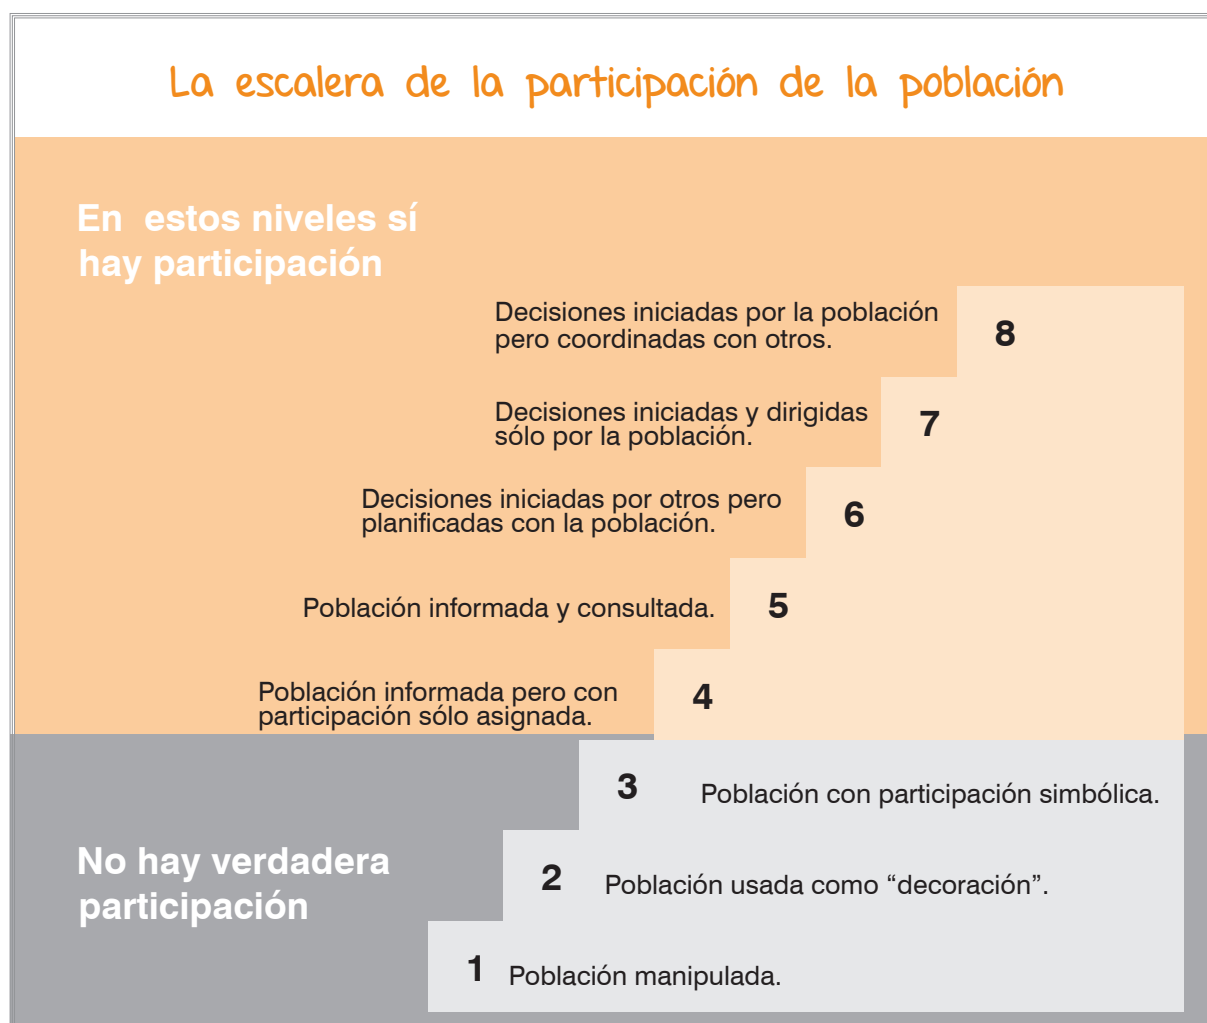 La escalera de la participación de la población
En estos niveles sí
hay participación
Decisiones iniciadas por la población
pero coordinadas con otros.
8
Decisiones iniciadas y dirigidas
sólo por la población.
7
Decisiones iniciadas por otros pero
planificadas con la población.
6
Población informada y consultada.
5
Población informada pero con
participación sólo asignada.
4
3
Población con participación simbólica.
No hay verdadera
participación
2
Población usada como “decoración”.
1
Población manipulada.